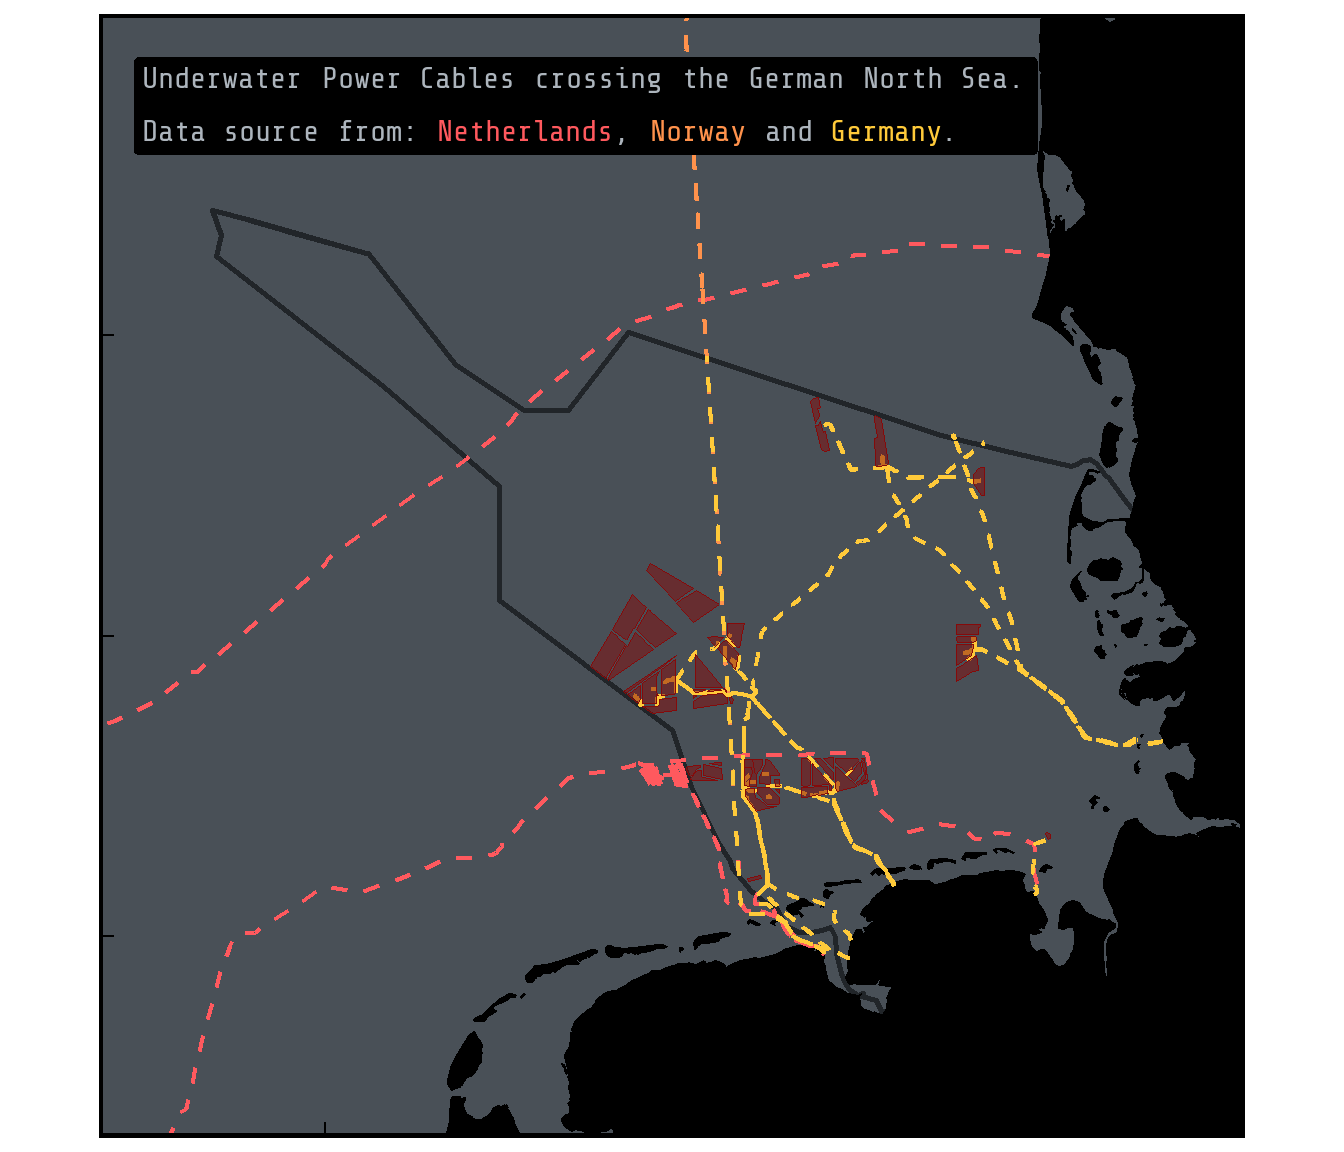 Underwater Power Cables crossing the German North Sea.
Data source from: Netherlands, Norway and Germany.